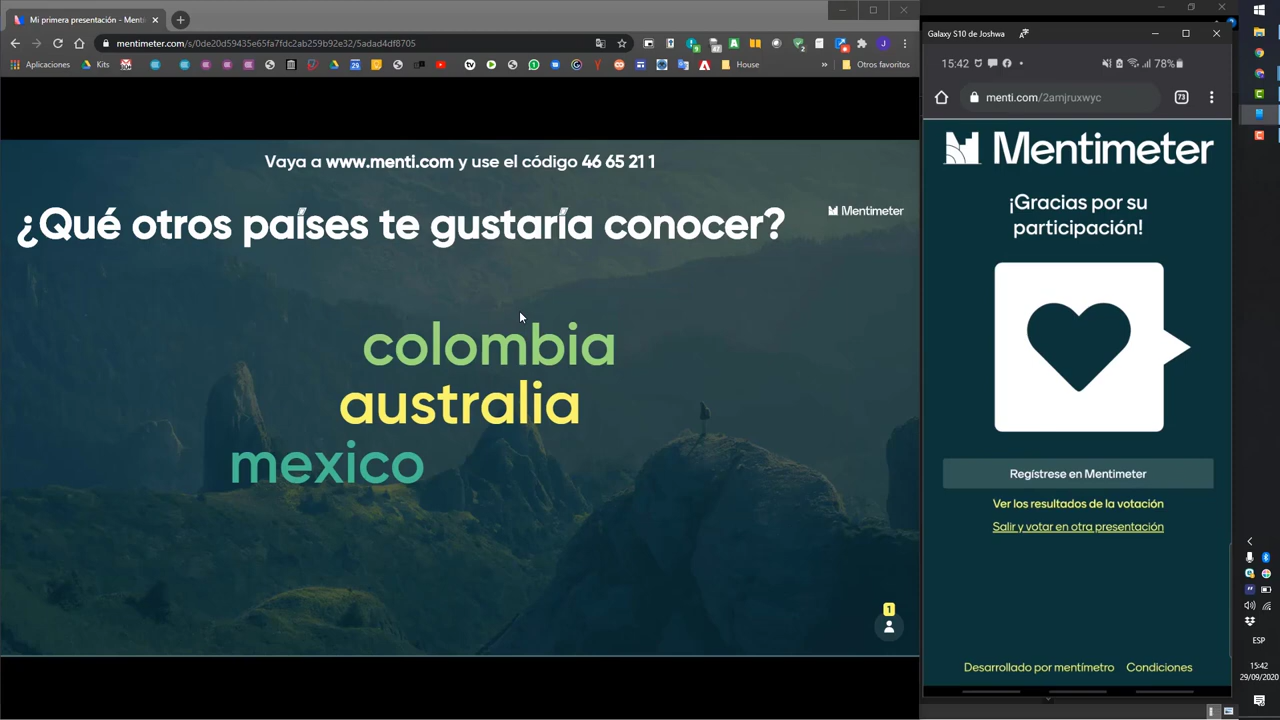 Mi primera presentación - Menti
mentimeter.com/s/0de20d59435e65fa7fdc2ab259b92e32/5adad4df8705
Aplicaciones
Kits
House
»
Otros favoritos
Vaya a www.menti.com y use el código 46 65 21 1
¿Qué otros países te gustaría conocer?
Mentimeter
colombia
australia
mexico
1
Galaxy S10 de Joshwa
15:42
78%
menti.com/2amjruxwyc
73
Mentimeter
¡Gracias por su
participación!
Regístrese en Mentimeter
Ver los resultados de la votación
Salir y votar en otra presentación
Desarrollado por mentímetro
Condiciones
ESP
15:42
29/09/2020